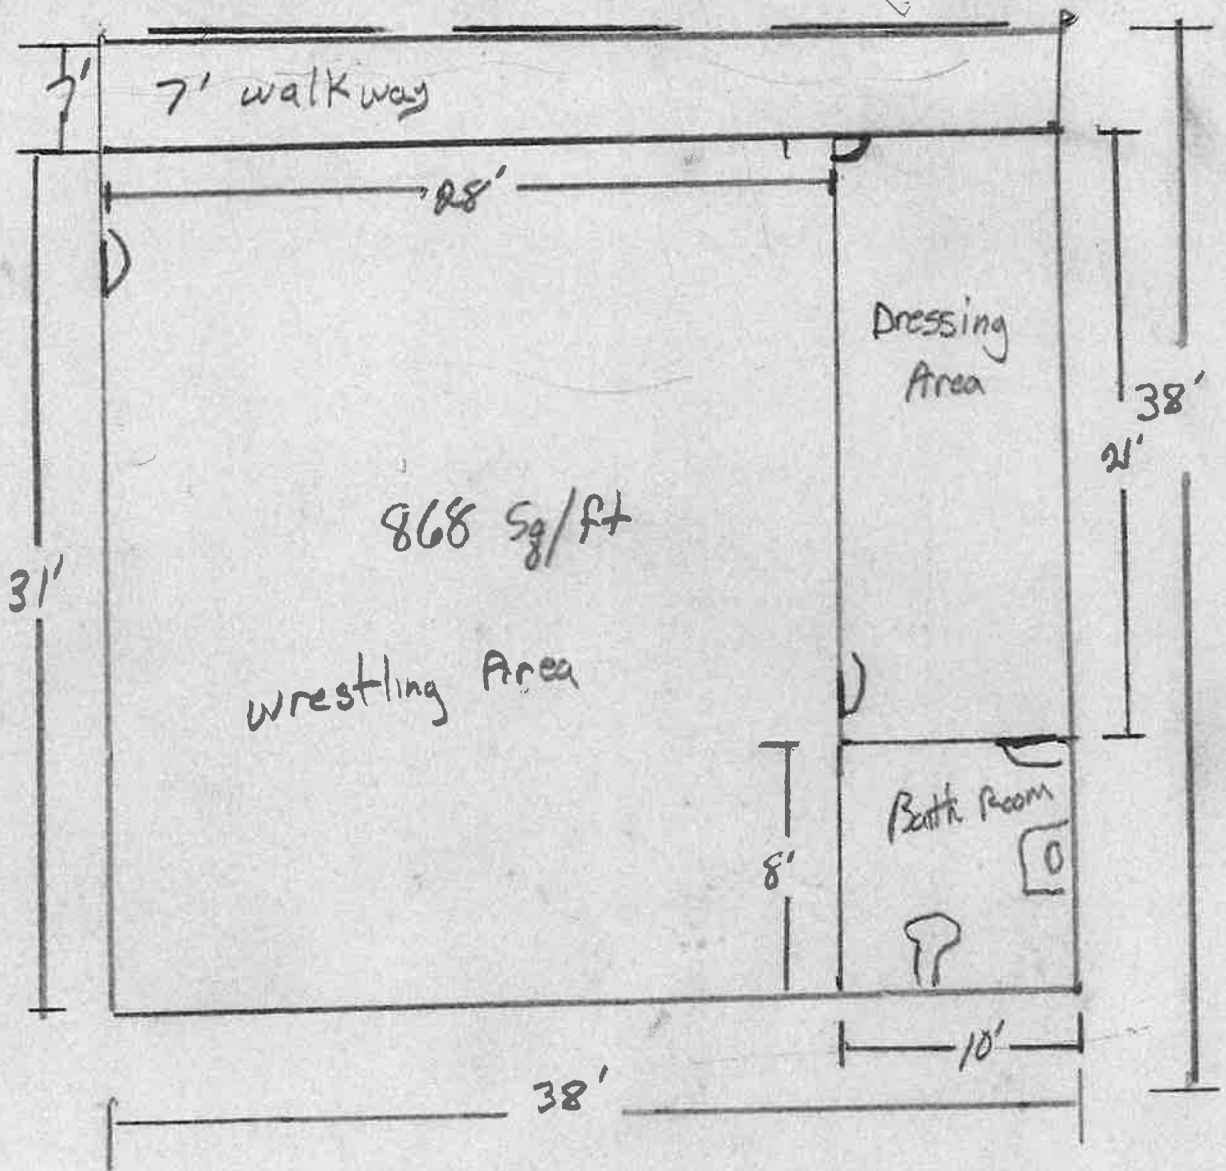 7'
7' walkway
28'
Dressing
Area
38'
21'
868 Sq/ft
31'
wrestling Area
Bath Room
8'
10'
38'